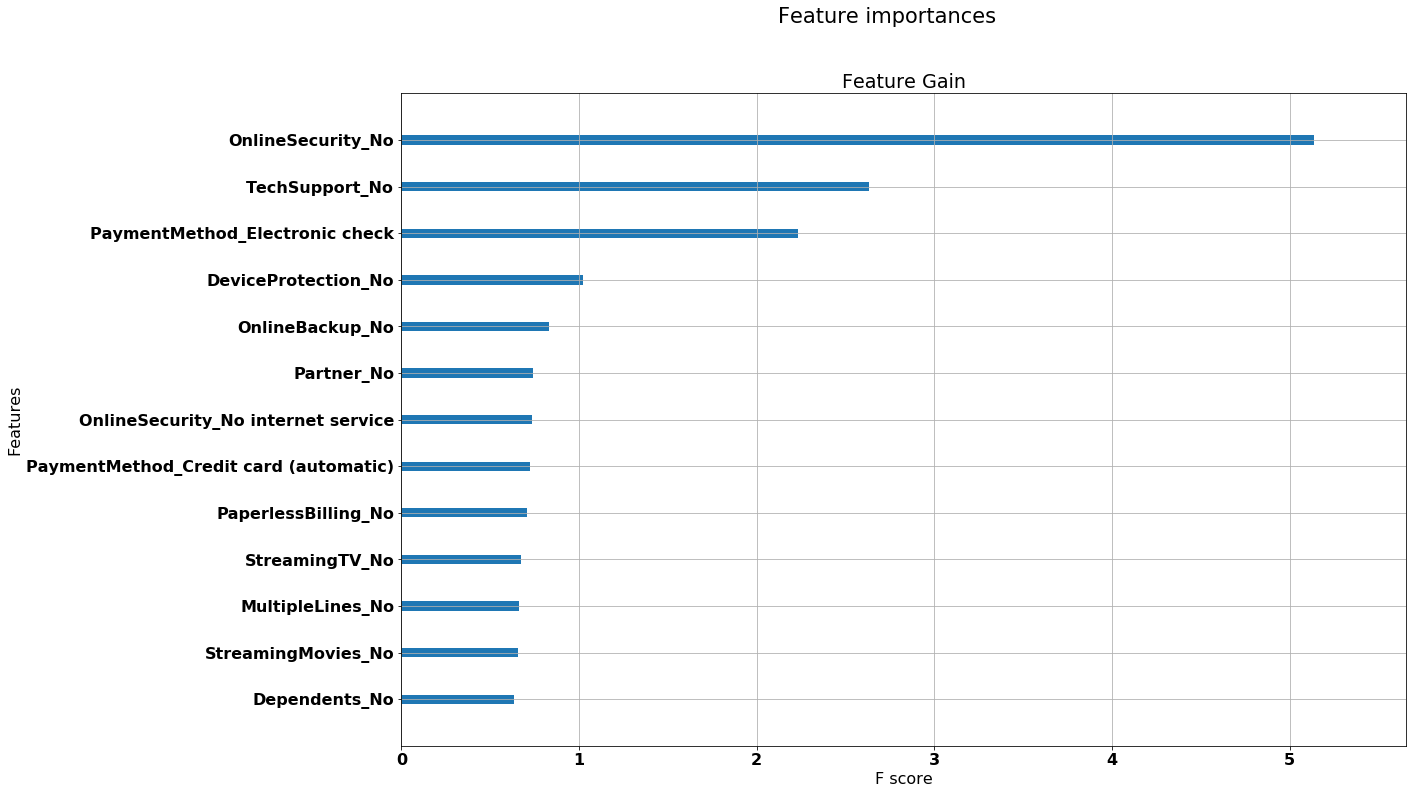 Feature importances
Feature Gain
OnlineSecurity_No
TechSupport_No
PaymentMethod_Electronic check
DeviceProtection_No
OnlineBackup_No
Partner_No
OnlineSecurity_No internet service
PaymentMethod_Credit card (automatic)
PaperlessBilling_No
StreamingTV_No
MultipleLines_No
StreamingMovies_No
Dependents_No
Features
0 1 2 3 4 5
F score